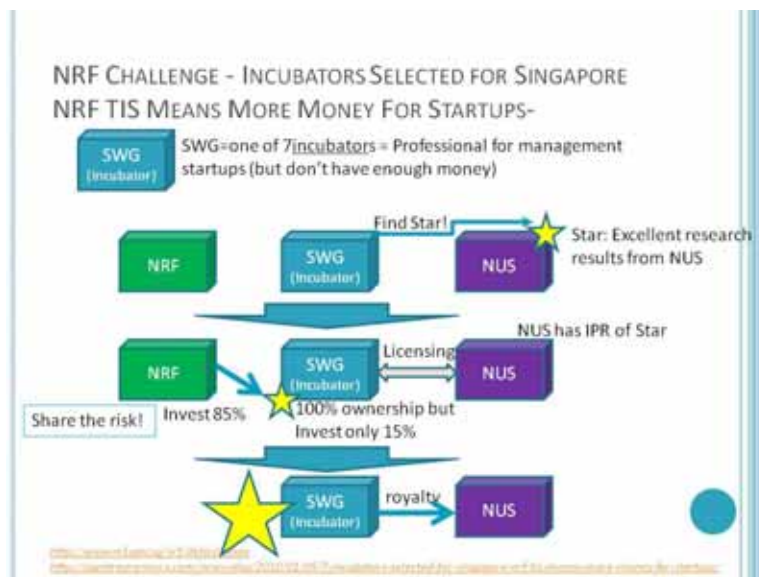 NRF CHALLENGE - INCUBATORS SELECTED FOR SINGAPORE
NRF TIS MEANS MORE MONEY FOR STARTUPS-
SWG
(incubator)
SWG=one of 7incubators = Professional for management
startups (but don't have enough money)
Find Star!
NRF
SWG
(Incubator)
NUS
Star: Excellent research
results from NUS
NUS has IPR of Star
NRF
SWG
(Incubator)
Licensing
NUS
Share the risk!
Invest 85%
100% ownership but
Invest only 15%
SWG
(Incubator)
royalty
NUS